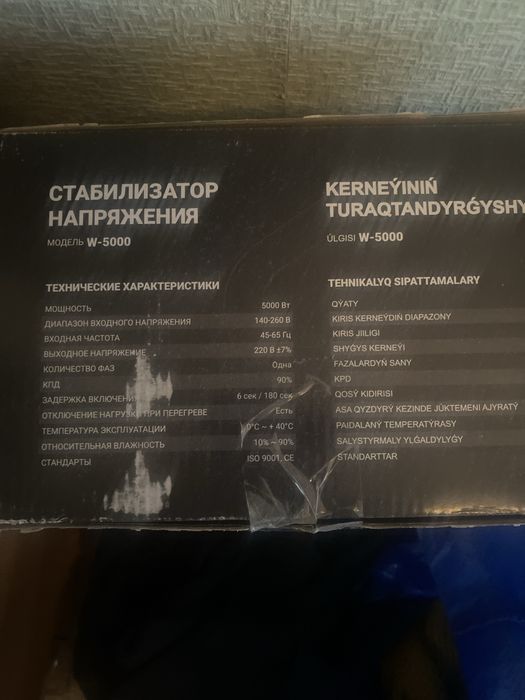 СТАБИЛИЗАТОР
НАПРЯЖЕНИЯ
МОДЕЛЬ W-5000
ТЕХНИЧЕСКИЕ ХАРАКТЕРИСТИКИ
МОЩНОСТЬ 5000 Вт
ДИАПАЗОН ВХОДНОГО НАПРЯЖЕНИЯ 140-260 В
ВХОДНАЯ ЧАСТОТА 45-65 Гц
ВЫХОДНОЕ НАПРЯЖЕНИЕ 220 В ±7%
КОЛИЧЕСТВО ФАЗ Одна
КПД 90%
ЗАДЕРЖКА ВКЛЮЧЕНИ 6 сек / 180 сек
ОТКЛЮЧЕНИЕ НАГРУЗКИ ПРИ ПЕРЕГРЕВЕ Есть
ТЕМПЕРАТУРА ЭКСПЛУАТАЦИИ 0°C ~ + 40°C
ОТНОСИТЕЛЬНАЯ ВЛАЖНОСТЬ 10% ~ 90%
СТАНДАРТЫ ISO 9001, CE
KERNEÝINIŃ
TURAQTANDYRǴYSHY
ÚLGISI W-5000
TEHNIKALYQ SIPATTAMALARY
QÝATY
KIRIS KERNEÝDIŃ DIAPAZONY
KIRIS JIILIGI
SHYǴYS KERNEÝI
FAZALARDYŃ SANY
KPD
QOSÝ KIDIRISI
ASA QYZDYRÝ KEZINDE JÚKTEMENI AJYRATÝ
PAIDALANÝ TEMPERATÝRASY
SALYSTYRMALY YLǴALDYLYǴY
STANDARTTAR